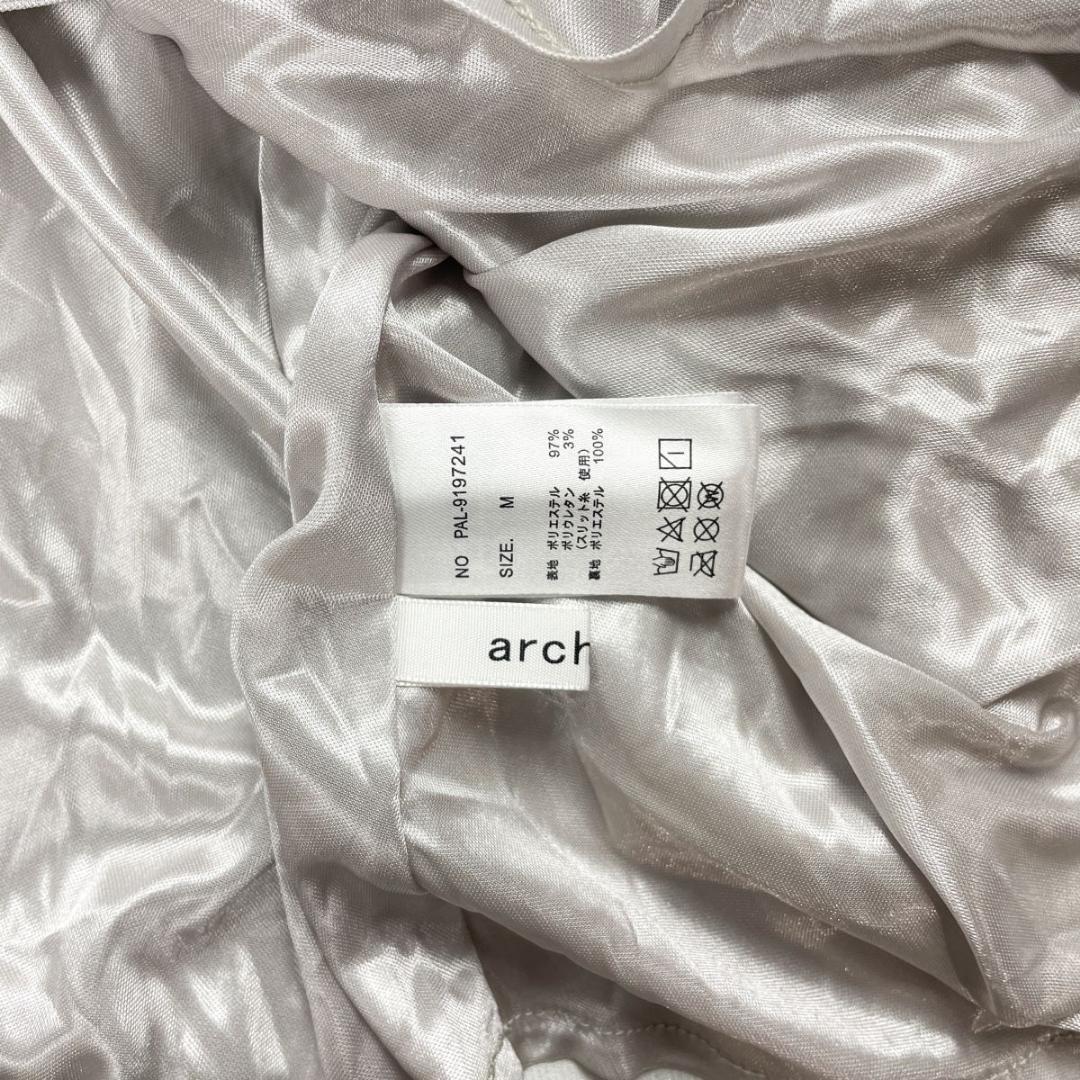 NO PAL-9197241
SIZE. M
表地 ポリエステル 97%
ポリウレタン 3%
(スリット糸 使用)
裏地 ポリエステル 100%
arch